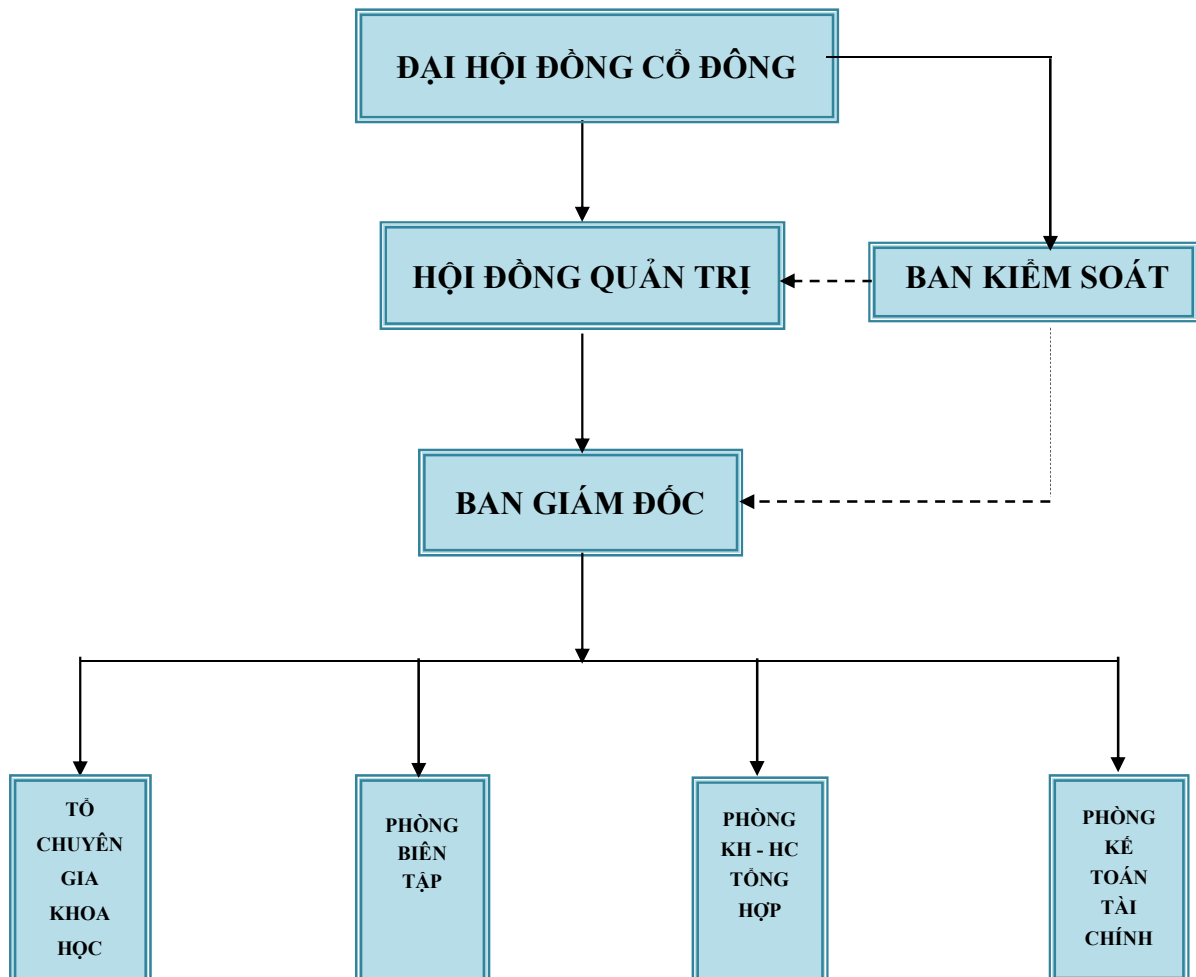 ĐẠI HỘI ĐỒNG CỔ ĐÔNG
HỘI ĐỒNG QUẢN TRỊ
BAN KIỂM SOÁT
BAN GIÁM ĐỐC
TỔ
CHUYÊN
GIA
KHOA
HỌC
PHÒNG
BIÊN
TẬP
PHÒNG
KH - HC
TỔNG
HỢP
PHÒNG
KẾ
TOÁN
TÀI
CHÍNH